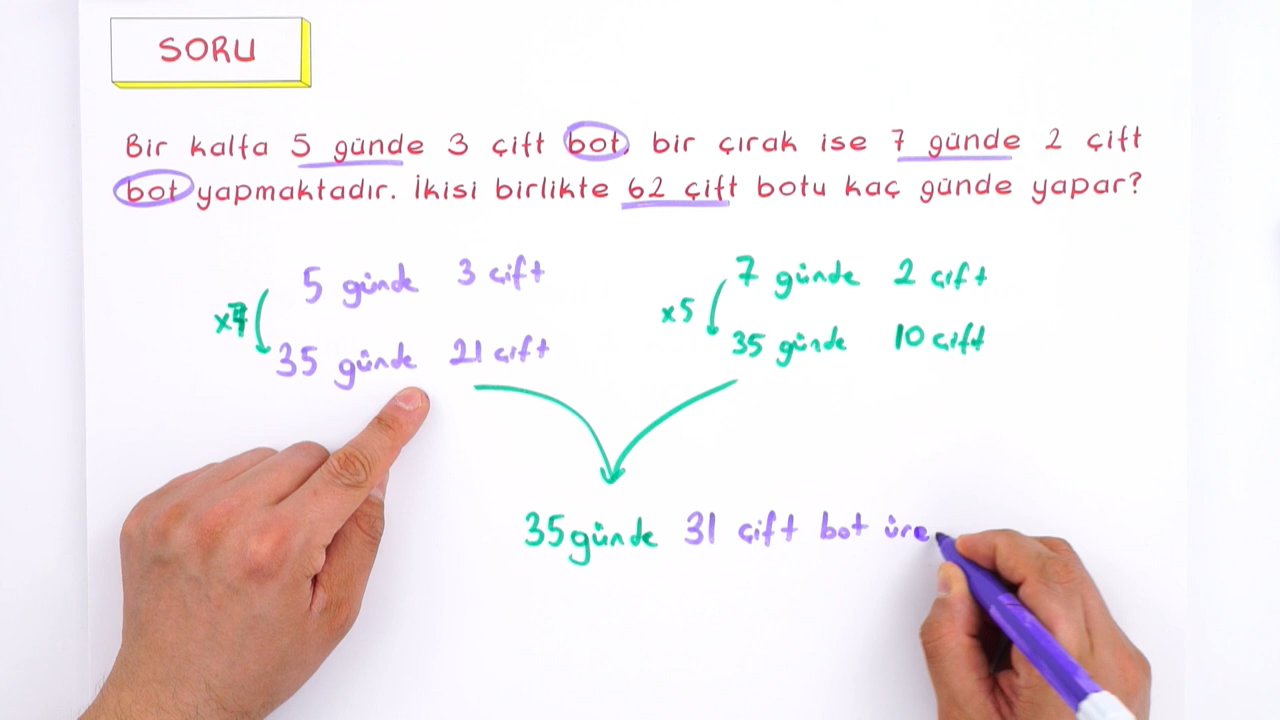 SORU
Bir kalfa 5 günde 3 çift bot, bir çırak ise 7 günde 2 çift
bot yapmaktadır. İkisi birlikte 62 çift botu kaç günde yapar?
5 günde 3 çift
x7
35 günde 21 çift
7 günde 2 çift
x5
35 günde 10 çift
35 günde 31 çift bot üre